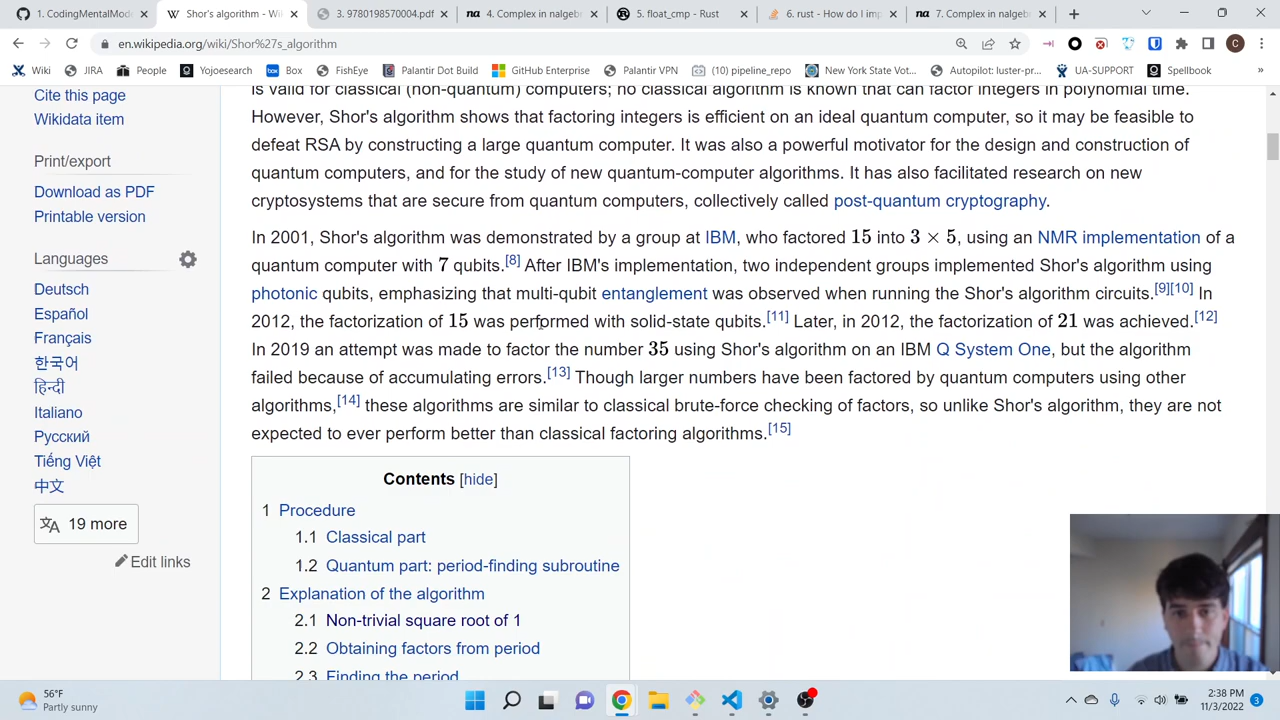 1. CodingMentalMode
Shor's algorithm - Wi
3. 9780198570004.pdf
4. Complex in nalgeb
5. float_cmp - Rust
6. rust - How do I im
7. Complex in nalgeb
en.wikipedia.org/wiki/Shor%27s_algorithm
Wiki JIRA People Yojoesearch Box FishEye Palantir Dot Build GitHub Enterprise Palantir VPN (10) pipeline_repo New York State Vot... Autopilot: luster-pr... UA-SUPPORT Spellbook »
Cite this page
Wikidata item
Print/export
Download as PDF
Printable version
Languages
Deutsch
Español
Français
한국어
हिन्दी
Italiano
Русский
Tiếng Việt
中文
19 more
Edit links
is valid for classical (non-quantum) computers; no classical algorithm is known that can factor integers in polynomial time.
However, Shor's algorithm shows that factoring integers is efficient on an ideal quantum computer, so it may be feasible to
defeat RSA by constructing a large quantum computer. It was also a powerful motivator for the design and construction of
quantum computers, and for the study of new quantum-computer algorithms. It has also facilitated research on new
cryptosystems that are secure from quantum computers, collectively called post-quantum cryptography.
In 2001, Shor's algorithm was demonstrated by a group at IBM, who factored 15 into 3 × 5, using an NMR implementation of a
quantum computer with 7 qubits.[8] After IBM's implementation, two independent groups implemented Shor's algorithm using
photonic qubits, emphasizing that multi-qubit entanglement was observed when running the Shor's algorithm circuits.[9][10] In
2012, the factorization of 15 was performed with solid-state qubits.[11] Later, in 2012, the factorization of 21 was achieved.[12]
In 2019 an attempt was made to factor the number 35 using Shor's algorithm on an IBM Q System One, but the algorithm
failed because of accumulating errors.[13] Though larger numbers have been factored by quantum computers using other
algorithms,[14] these algorithms are similar to classical brute-force checking of factors, so unlike Shor's algorithm, they are not
expected to ever perform better than classical factoring algorithms.[15]
Contents [hide]
1 Procedure
1.1 Classical part
1.2 Quantum part: period-finding subroutine
2 Explanation of the algorithm
2.1 Non-trivial square root of 1
2.2 Obtaining factors from period
2.3 Finding the period
56°F
Partly sunny
2:38 PM
11/3/2022
3